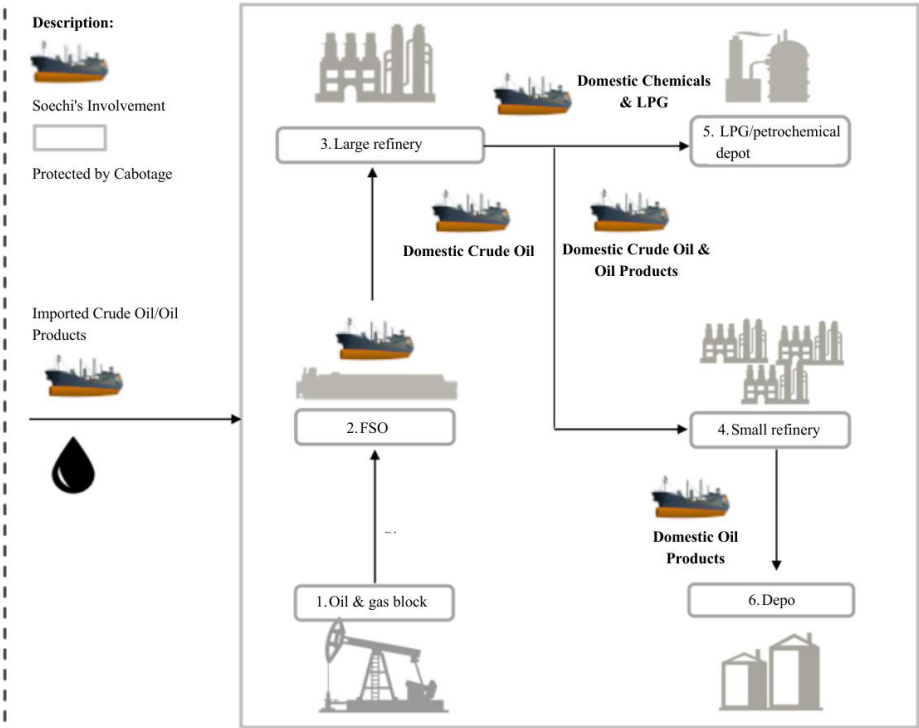 Description:
Soechi's Involvement
Protected by Cabotage
Imported Crude Oil/Oil
Products
3. Large refinery
Domestic Chemicals
& LPG
5. LPG/petrochemical
depot
Domestic Crude Oil
Domestic Crude Oil &
Oil Products
2. FSO
4. Small refinery
Domestic Oil
Products
1. Oil & gas block
6. Depo